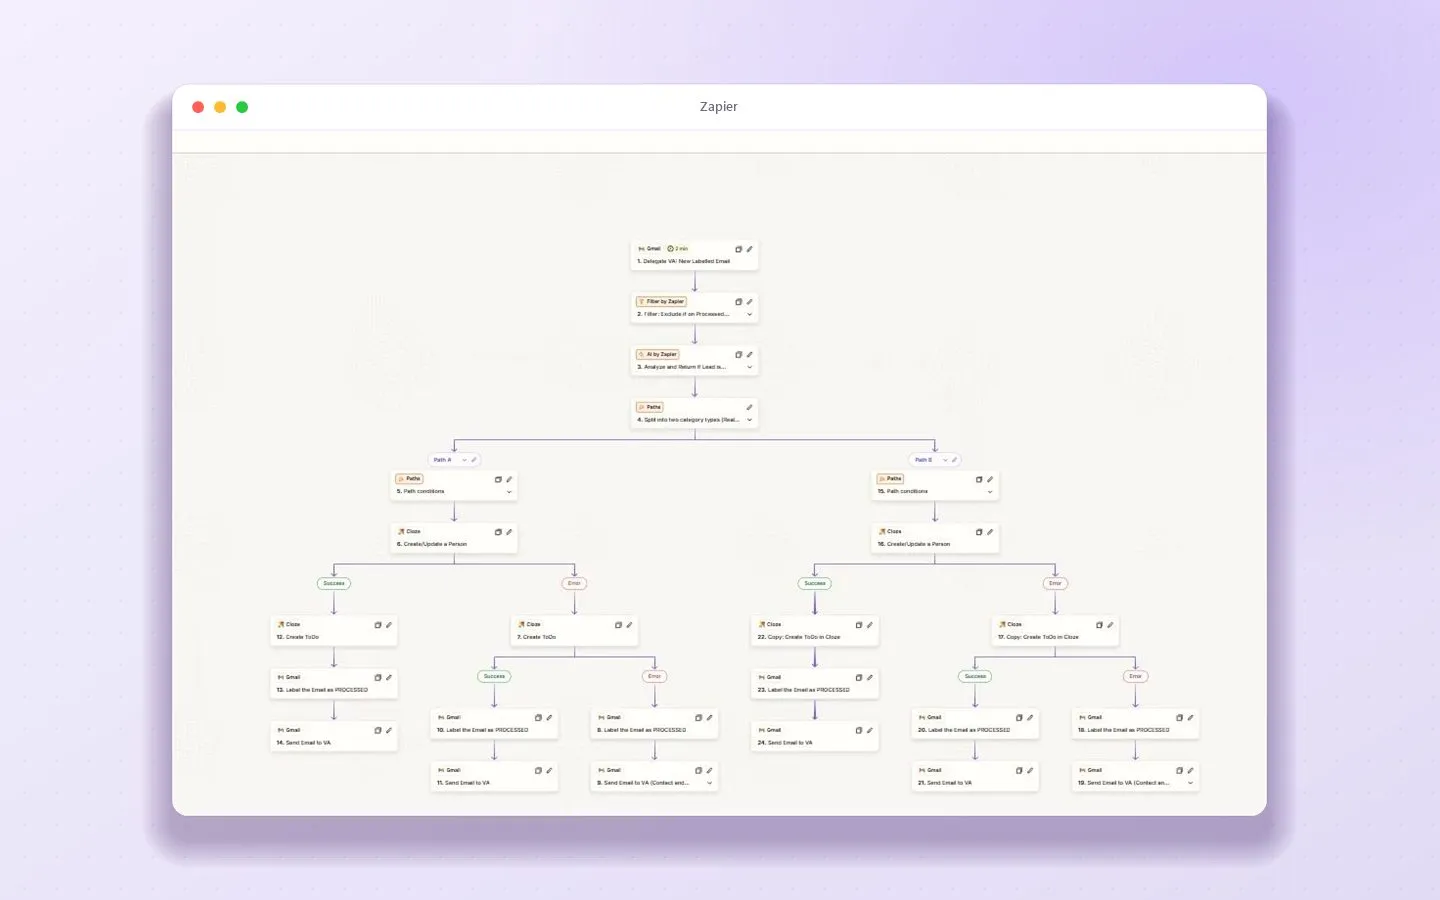 Zapier
Gmail 2 min
1. Delegate VA: New Labelled Email
Filter by Zapier
2. Filter: Exclude if on Processed...
AI by Zapier
3. Analyze and Return if Lead is...
Paths
4. Split into two category types (Real...
Path A
Path B
Paths
5. Path conditions
Paths
15. Path conditions
Cloze
6. Create/Update a Person
Cloze
16. Create/Update a Person
Success
Error
Success
Error
Cloze
12. Create ToDo
Cloze
7. Create ToDo
Cloze
22. Copy: Create ToDo in Cloze
Cloze
17. Copy: Create ToDo in Cloze
Success
Error
Success
Error
Gmail
13. Label the Email as PROCESSED
Gmail
23. Label the Email as PROCESSED
Gmail
10. Label the Email as PROCESSED
Gmail
8. Label the Email as PROCESSED
Gmail
20. Label the Email as PROCESSED
Gmail
18. Label the Email as PROCESSED
Gmail
14. Send Email to VA
Gmail
24. Send Email to VA
Gmail
11. Send Email to VA
Gmail
9. Send Email to VA (Contact and...
Gmail
21. Send Email to VA
Gmail
19. Send Email to VA (Contact an...